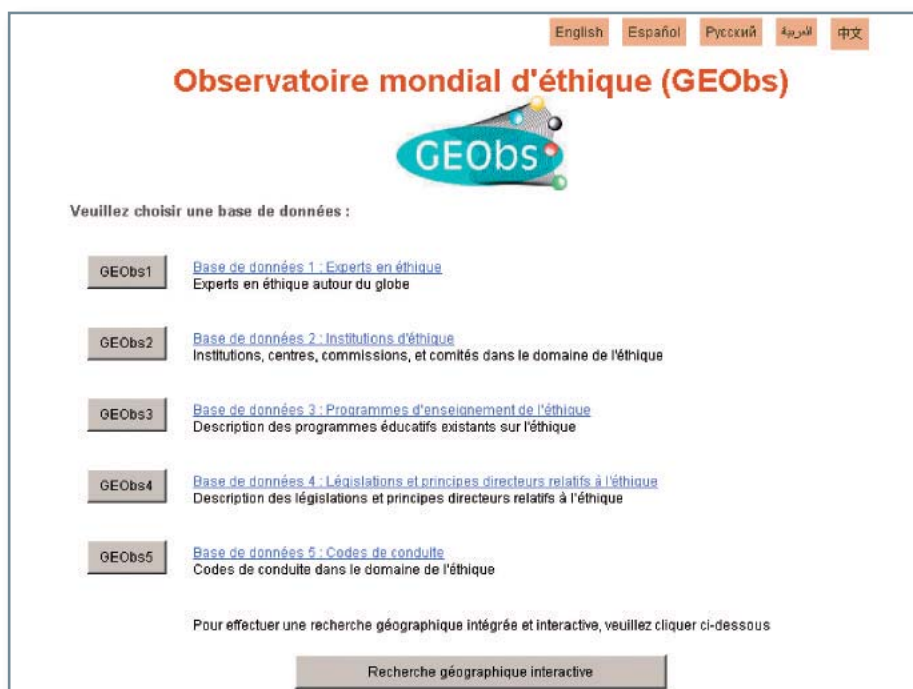 English Español Русский العربية 中文
Observatoire mondial d'éthique (GEObs)
GEObs
Veuillez choisir une base de données :
GEObs1 Base de données 1 : Experts en éthique
Experts en éthique autour du globe
GEObs2 Base de données 2 : Institutions d'éthique
Institutions, centres, commissions, et comités dans le domaine de l'éthique
GEObs3 Base de données 3 : Programmes d'enseignement de l'éthique
Description des programmes éducatifs existants sur l'éthique
GEObs4 Base de données 4 : Législations et principes directeurs relatifs à l'éthique
Description des législations et principes directeurs relatifs à l'éthique
GEObs5 Base de données 5 : Codes de conduite
Codes de conduite dans le domaine de l'éthique
Pour effectuer une recherche géographique intégrée et interactive, veuillez cliquer ci-dessous
Recherche géographique interactive